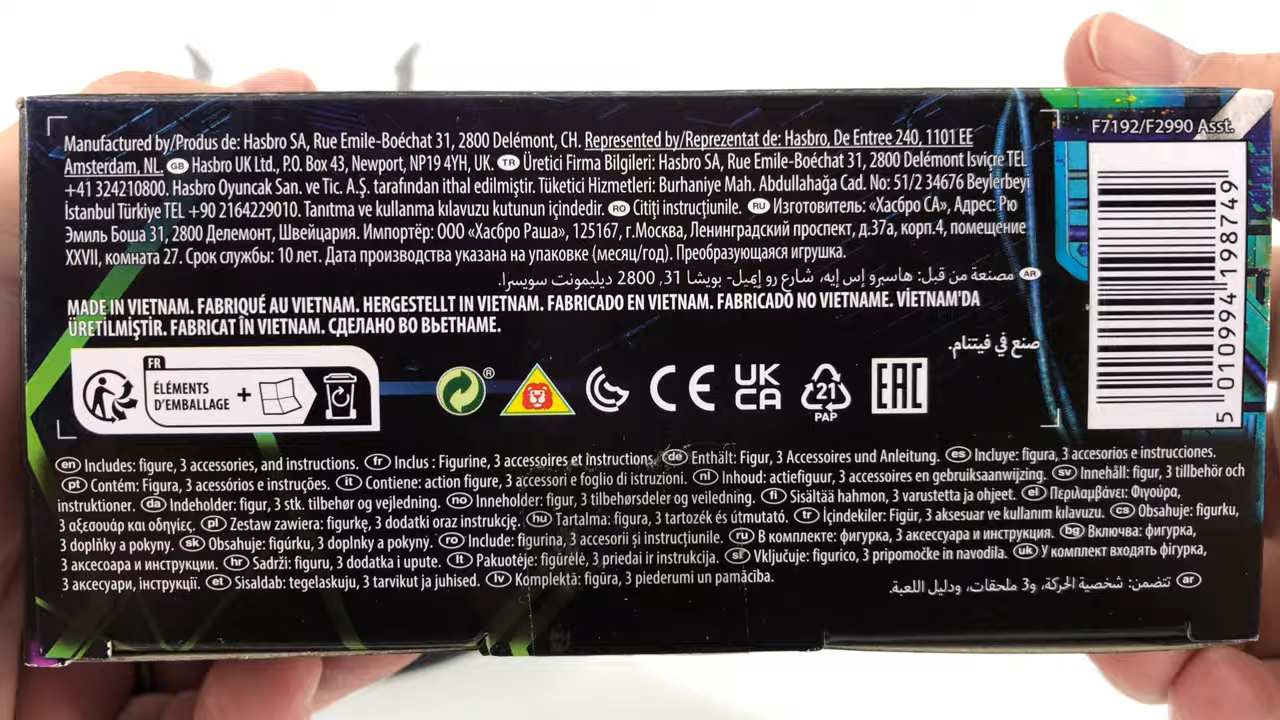 F7192/F2990 Asst.
Manufactured by/Produs de: Hasbro SA, Rue Emile-Boéchat 31, 2800 Delémont, CH. Represented by/Reprezentat de: Hasbro, De Entree 240, 1101 EE
Amsterdam, NL. GB Hasbro UK Ltd., P.O. Box 43, Newport, NP19 4YH, UK. TR Üretici Firma Bilgileri: Hasbro SA, Rue Emile-Boéchat 31, 2800 Delémont İsviçre TEL
+41 324210800. Hasbro Oyuncak San. ve Tic. A.Ş. tarafından ithal edilmiştir. Tüketici Hizmetleri: Burhaniye Mah. Abdullahağa Cad. No: 51/2 34676 Beylerbeyi
İstanbul Türkiye TEL +90 2164229010. Tanıtma ve kullanma kılavuzu kutunun içindedir. RO Citiți instrucțiunile. RU Изготовитель: «Хасбро СА», Адрес: Рю
Эмиль Боша 31, 2800 Делемонт, Швейцария. Импортёр: ООО «Хасбро Раша», 125167, г.Москва, Ленинградский проспект, д.37а, корп.4, помещение
XXVII, комната 27. Срок службы: 10 лет. Дата производства указана на упаковке (месяц/год). Преобразующаяся игрушка.
AR مصنعة من قبل: هاسبرو إس إيه، شارع رو إيميل- بويشا 31, 2800 ديليمونت سويسرا.
MADE IN VIETNAM. FABRIQUÉ AU VIETNAM. HERGESTELLT IN VIETNAM. FABRICADO EN VIETNAM. FABRICADO NO VIETNAME. VİETNAM'DA
ÜRETİLMİŞTİR. FABRICAT ÎN VIETNAM. СДЕЛАНО ВО ВЬЕТНАМЕ.
صنع في فيتنام.
FR
ÉLÉMENTS
D'EMBALLAGE +
®
CE
UK
CA
21
PAP
EAC
5 010994 198749
en Includes: figure, 3 accessories, and instructions. fr Inclus : Figurine, 3 accessoires et instructions. de Enthält: Figur, 3 Accessoires und Anleitung. es Incluye: figura, 3 accesorios e instrucciones.
pt Contém: Figura, 3 acessórios e instruções. it Contiene: action figure, 3 accessori e foglio di istruzioni. nl Inhoud: actiefiguur, 3 accessoires en gebruiksaanwijzing. sv Innehåll: figur, 3 tillbehör och
instruktioner. da Indeholder: figur, 3 stk. tilbehør og vejledning. no Inneholder: figur, 3 tilbehørsdeler og veiledning. fi Sisältää hahmon, 3 varustetta ja ohjeet. el Περιλαμβάνει: Φιγούρα,
3 αξεσουάρ και οδηγίες. pl Zestaw zawiera: figurkę, 3 dodatki oraz instrukcję. hu Tartalma: figura, 3 tartozék és útmutató. tr İçindekiler: Figür, 3 aksesuar ve kullanım kılavuzu. cs Obsahuje: figurku,
3 doplňky a pokyny. sk Obsahuje: figúrku, 3 doplnky a pokyny. ro Include: figurina, 3 accesorii și instrucțiunile. ru В комплекте: фигурка, 3 аксессуара и инструкция. bg Включва: фигурка,
3 аксесоара и инструкции. hr Sadrži: figuru, 3 dodatka i upute. lt Pakuotėje: figūrėlė, 3 priedai ir instrukcija. sl Vključuje: figurico, 3 pripomočke in navodila. uk У комплект входять фігурка,
3 аксесуари, інструкції. et Sisaldab: tegelaskuju, 3 tarvikut ja juhised. lv Komplektā: figūra, 3 piederumi un pamācība.
ar تتضمن: شخصية الحركة، و3 ملحقات، ودليل اللعبة.